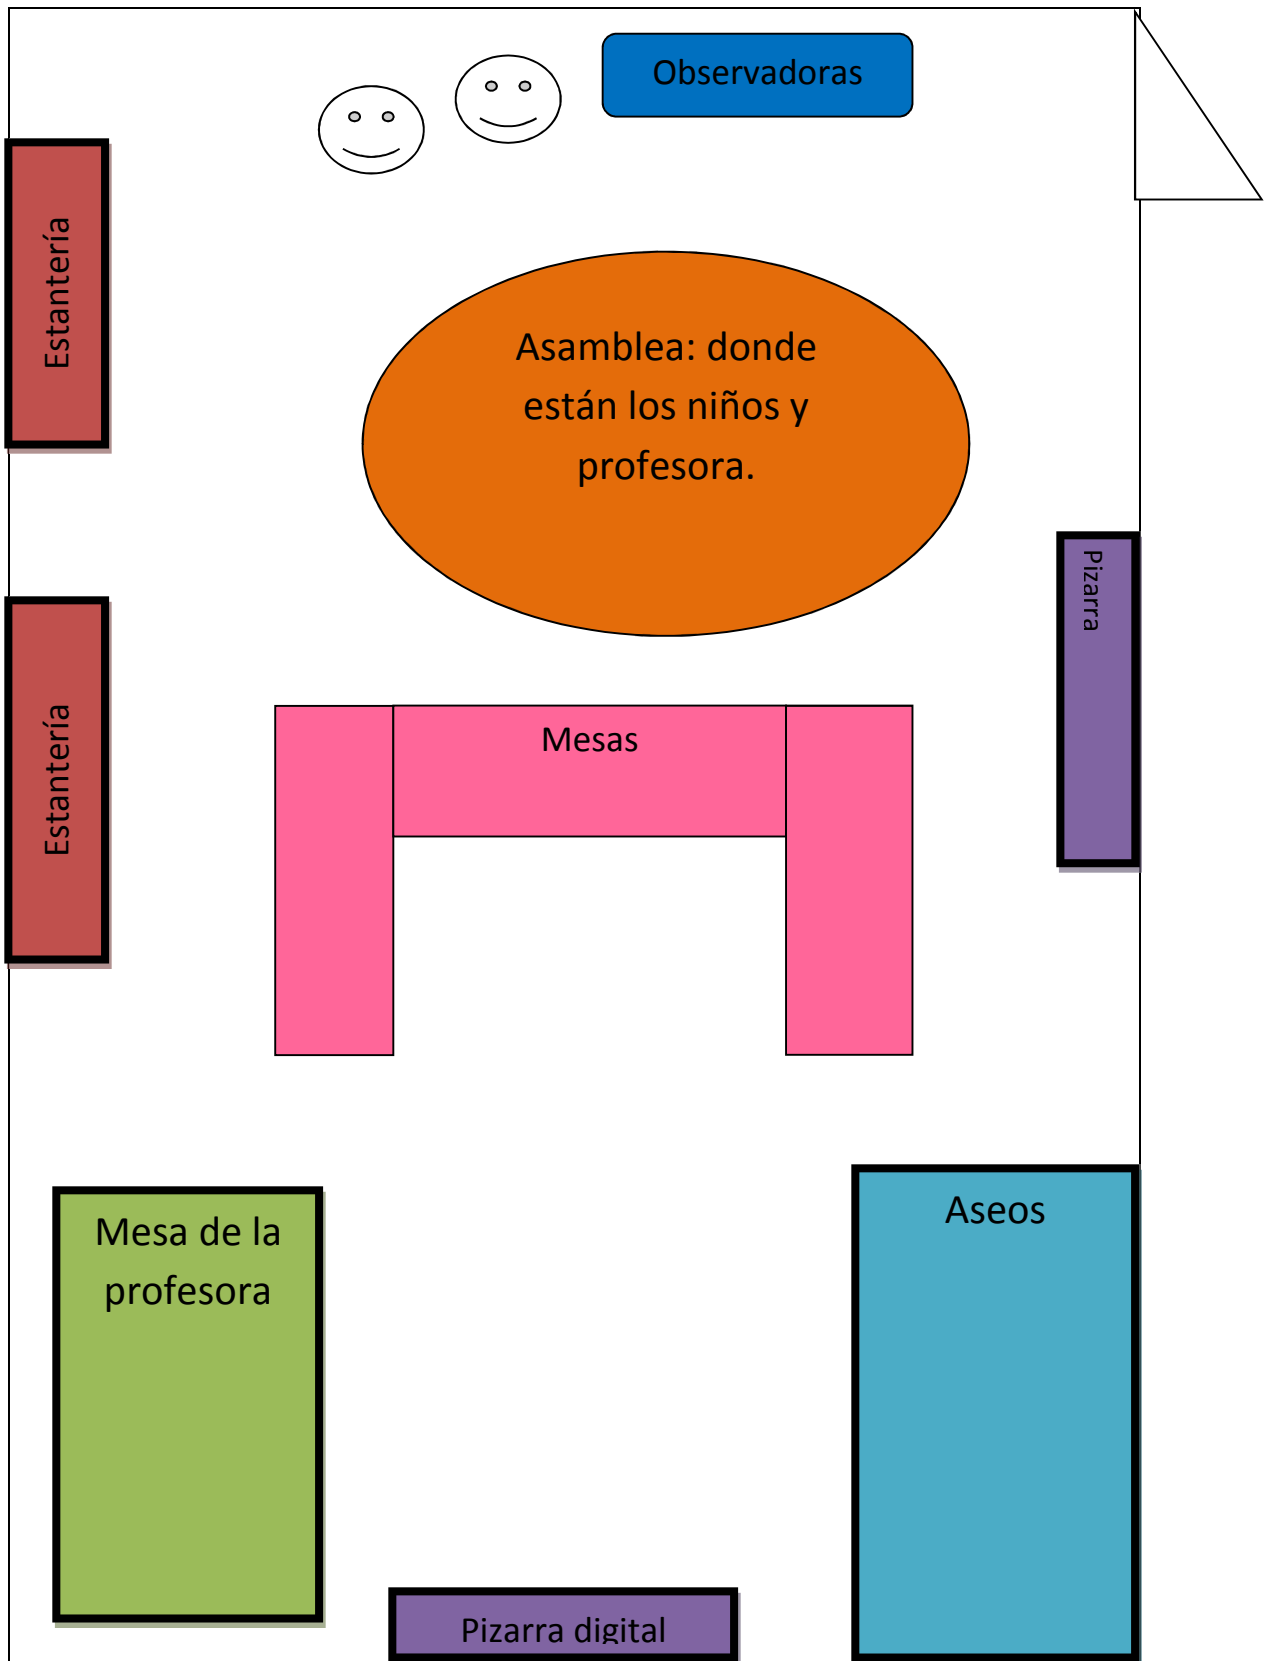 Observadoras
Estantería
Asamblea: donde
están los niños y
profesora.
Pizarra
Estantería
Mesas
Mesa de la
profesora
Aseos
Pizarra digital